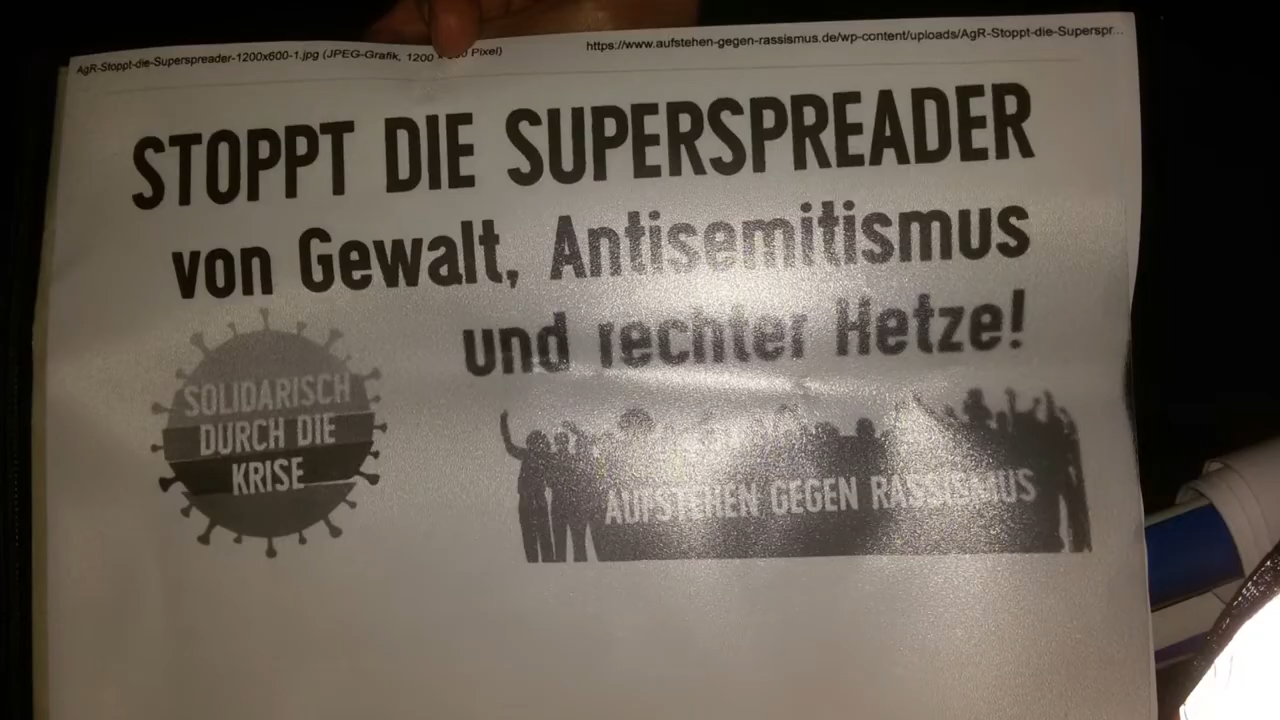 AgR-Stoppt-die-Superspreader-1200x600-1.jpg (JPEG-Grafik, 1200 Pixel)
https://www.aufstehen-gegen-rassismus.de/wp-content/uploads/AgR-Stoppt-die-Superspr...
STOPPT DIE SUPERSPREADER
von Gewalt, Antisemitismus
und rechter Hetze!
SOLIDARISCH
DURCH DIE
KRISE
AUFSTEHEN GEGEN RASSISMUS